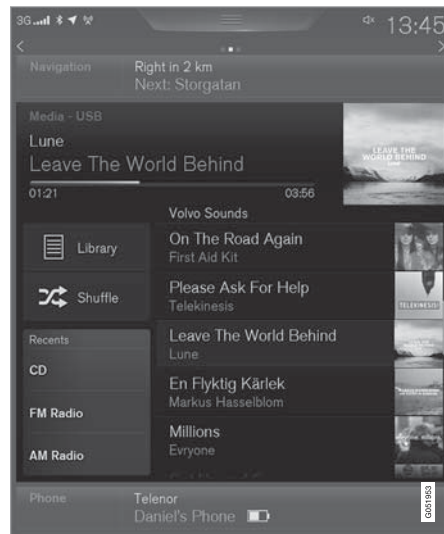 3G
13:45
Navigation
Right in 2 km
Next: Storgatan
Media - USB
Lune
Leave The World Behind
01:21
03:56
LEAVE THE
WORLD BEHIND
Volvo Sounds
Library
Shuffle
On The Road Again
First Aid Kit
Please Ask For Help
Telekinesis
TELEKINESIS!
Leave The World Behind
Lune
En Flyktig Kärlek
Markus Hasselblom
Millions
Evryone
Recents
CD
FM Radio
AM Radio
Phone
Telenor
Daniel's Phone
G051953